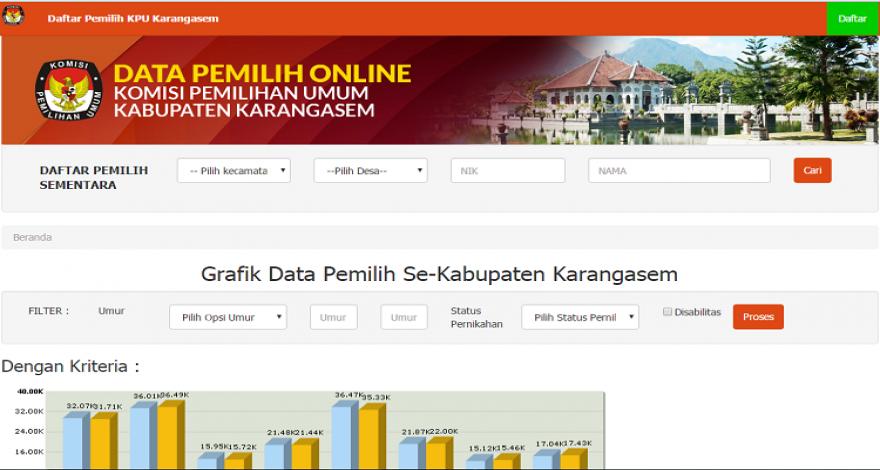 Daftar Pemilih KPU Karangasem
Daftar
KOMISI
PEMILIHAN UMUM
DATA PEMILIH ONLINE
KOMISI PEMILIHAN UMUM
KABUPATEN KARANGASEM
DAFTAR PEMILIH
SEMENTARA
-- Pilih kecamata
--Pilih Desa--
NIK
NAMA
Cari
Beranda
Grafik Data Pemilih Se-Kabupaten Karangasem
FILTER :
Umur
Pilih Opsi Umur
Umur
Umur
Status
Pernikahan
Pilih Status Pernil
Disabilitas
Proses
Dengan Kriteria :
40.00K
32.00K
24.00K
16.00K
32.07K 31.71K
36.01K 36.49K
15.95K 15.72K
21.48K 21.44K
36.47K 35.33K
21.87K 22.00K
15.12K 15.46K
17.04K 17.43K